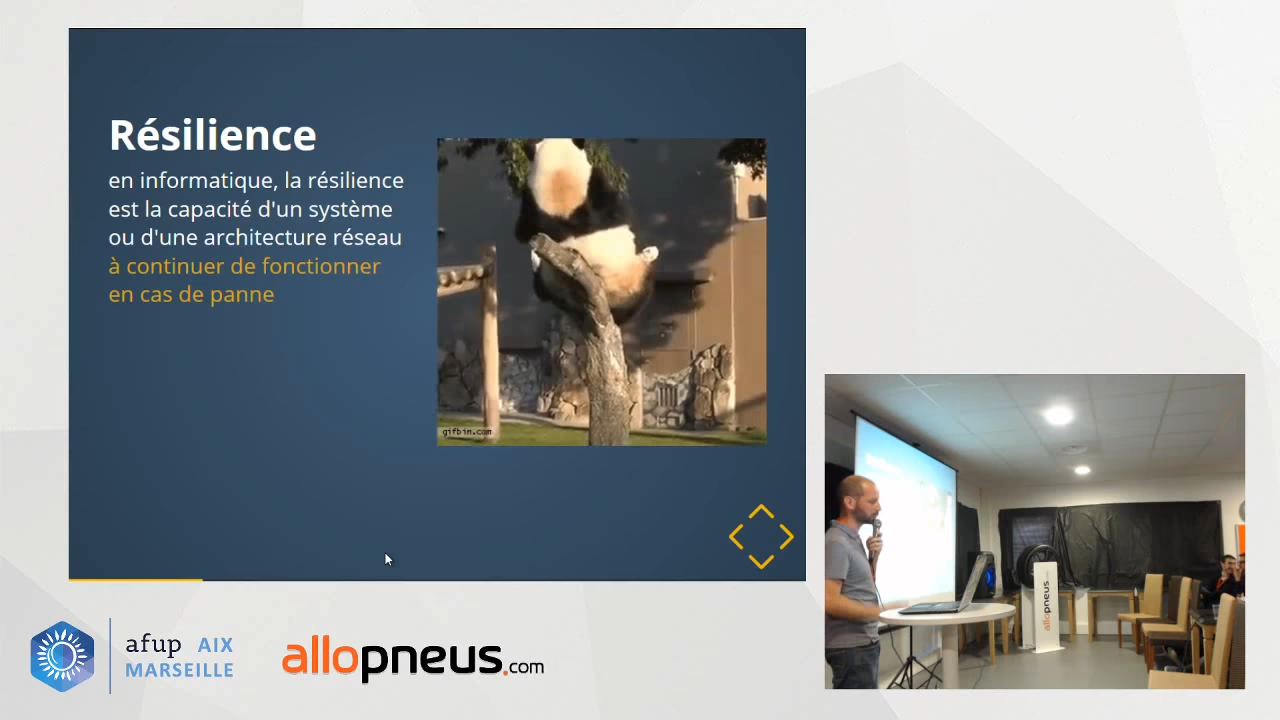 Résilience
en informatique, la résilience
est la capacité d'un système
ou d'une architecture réseau
à continuer de fonctionner
en cas de panne
gifbin.com
afup AIX
MARSEILLE
allopneus.com
allopneus